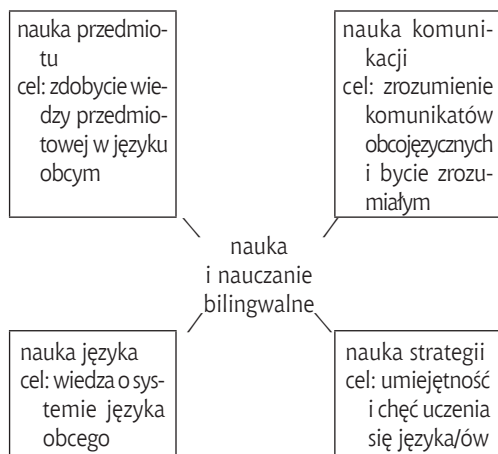 nauka przedmio-
tu
cel: zdobycie wie-
dzy przedmio-
towej w języku
obcym
nauka komuni-
kacji
cel: zrozumienie
komunikatów
obcojęzycznych
i bycie zrozu-
miałym
nauka
i nauczanie
bilingwalne
nauka języka
cel: wiedza o sys-
temie języka
obcego
nauka strategii
cel: umiejętność
i chęć uczenia
się języka/ów